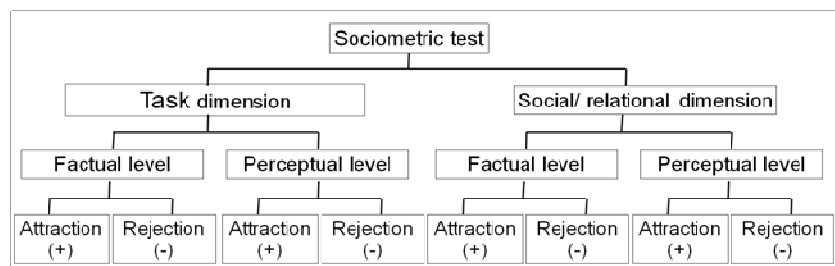 Sociometric test
Task dimension
Social/ relational dimension
Factual level
Perceptual level
Factual level
Perceptual level
Attraction
(+)
Rejection
(-)
Attraction
(+)
Rejection
(-)
Attraction
(+)
Rejection
(-)
Attraction
(+)
Rejection
(-)